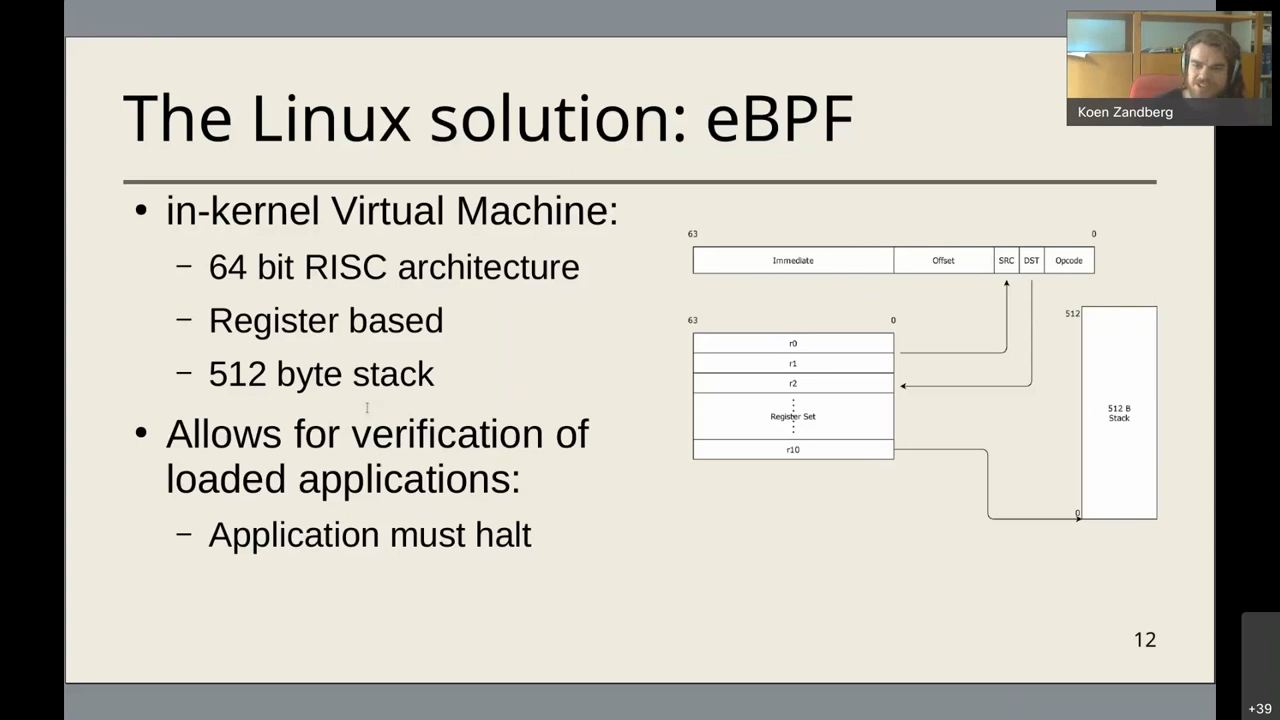 Koen Zandberg
The Linux solution: eBPF
• in-kernel Virtual Machine:
– 64 bit RISC architecture
– Register based
– 512 byte stack
• Allows for verification of
loaded applications:
– Application must halt
63 0
Immediate Offset SRC DST Opcode
63 0
r0
r1
r2
Register Set
r10
512
512 B
Stack
0
12
+39